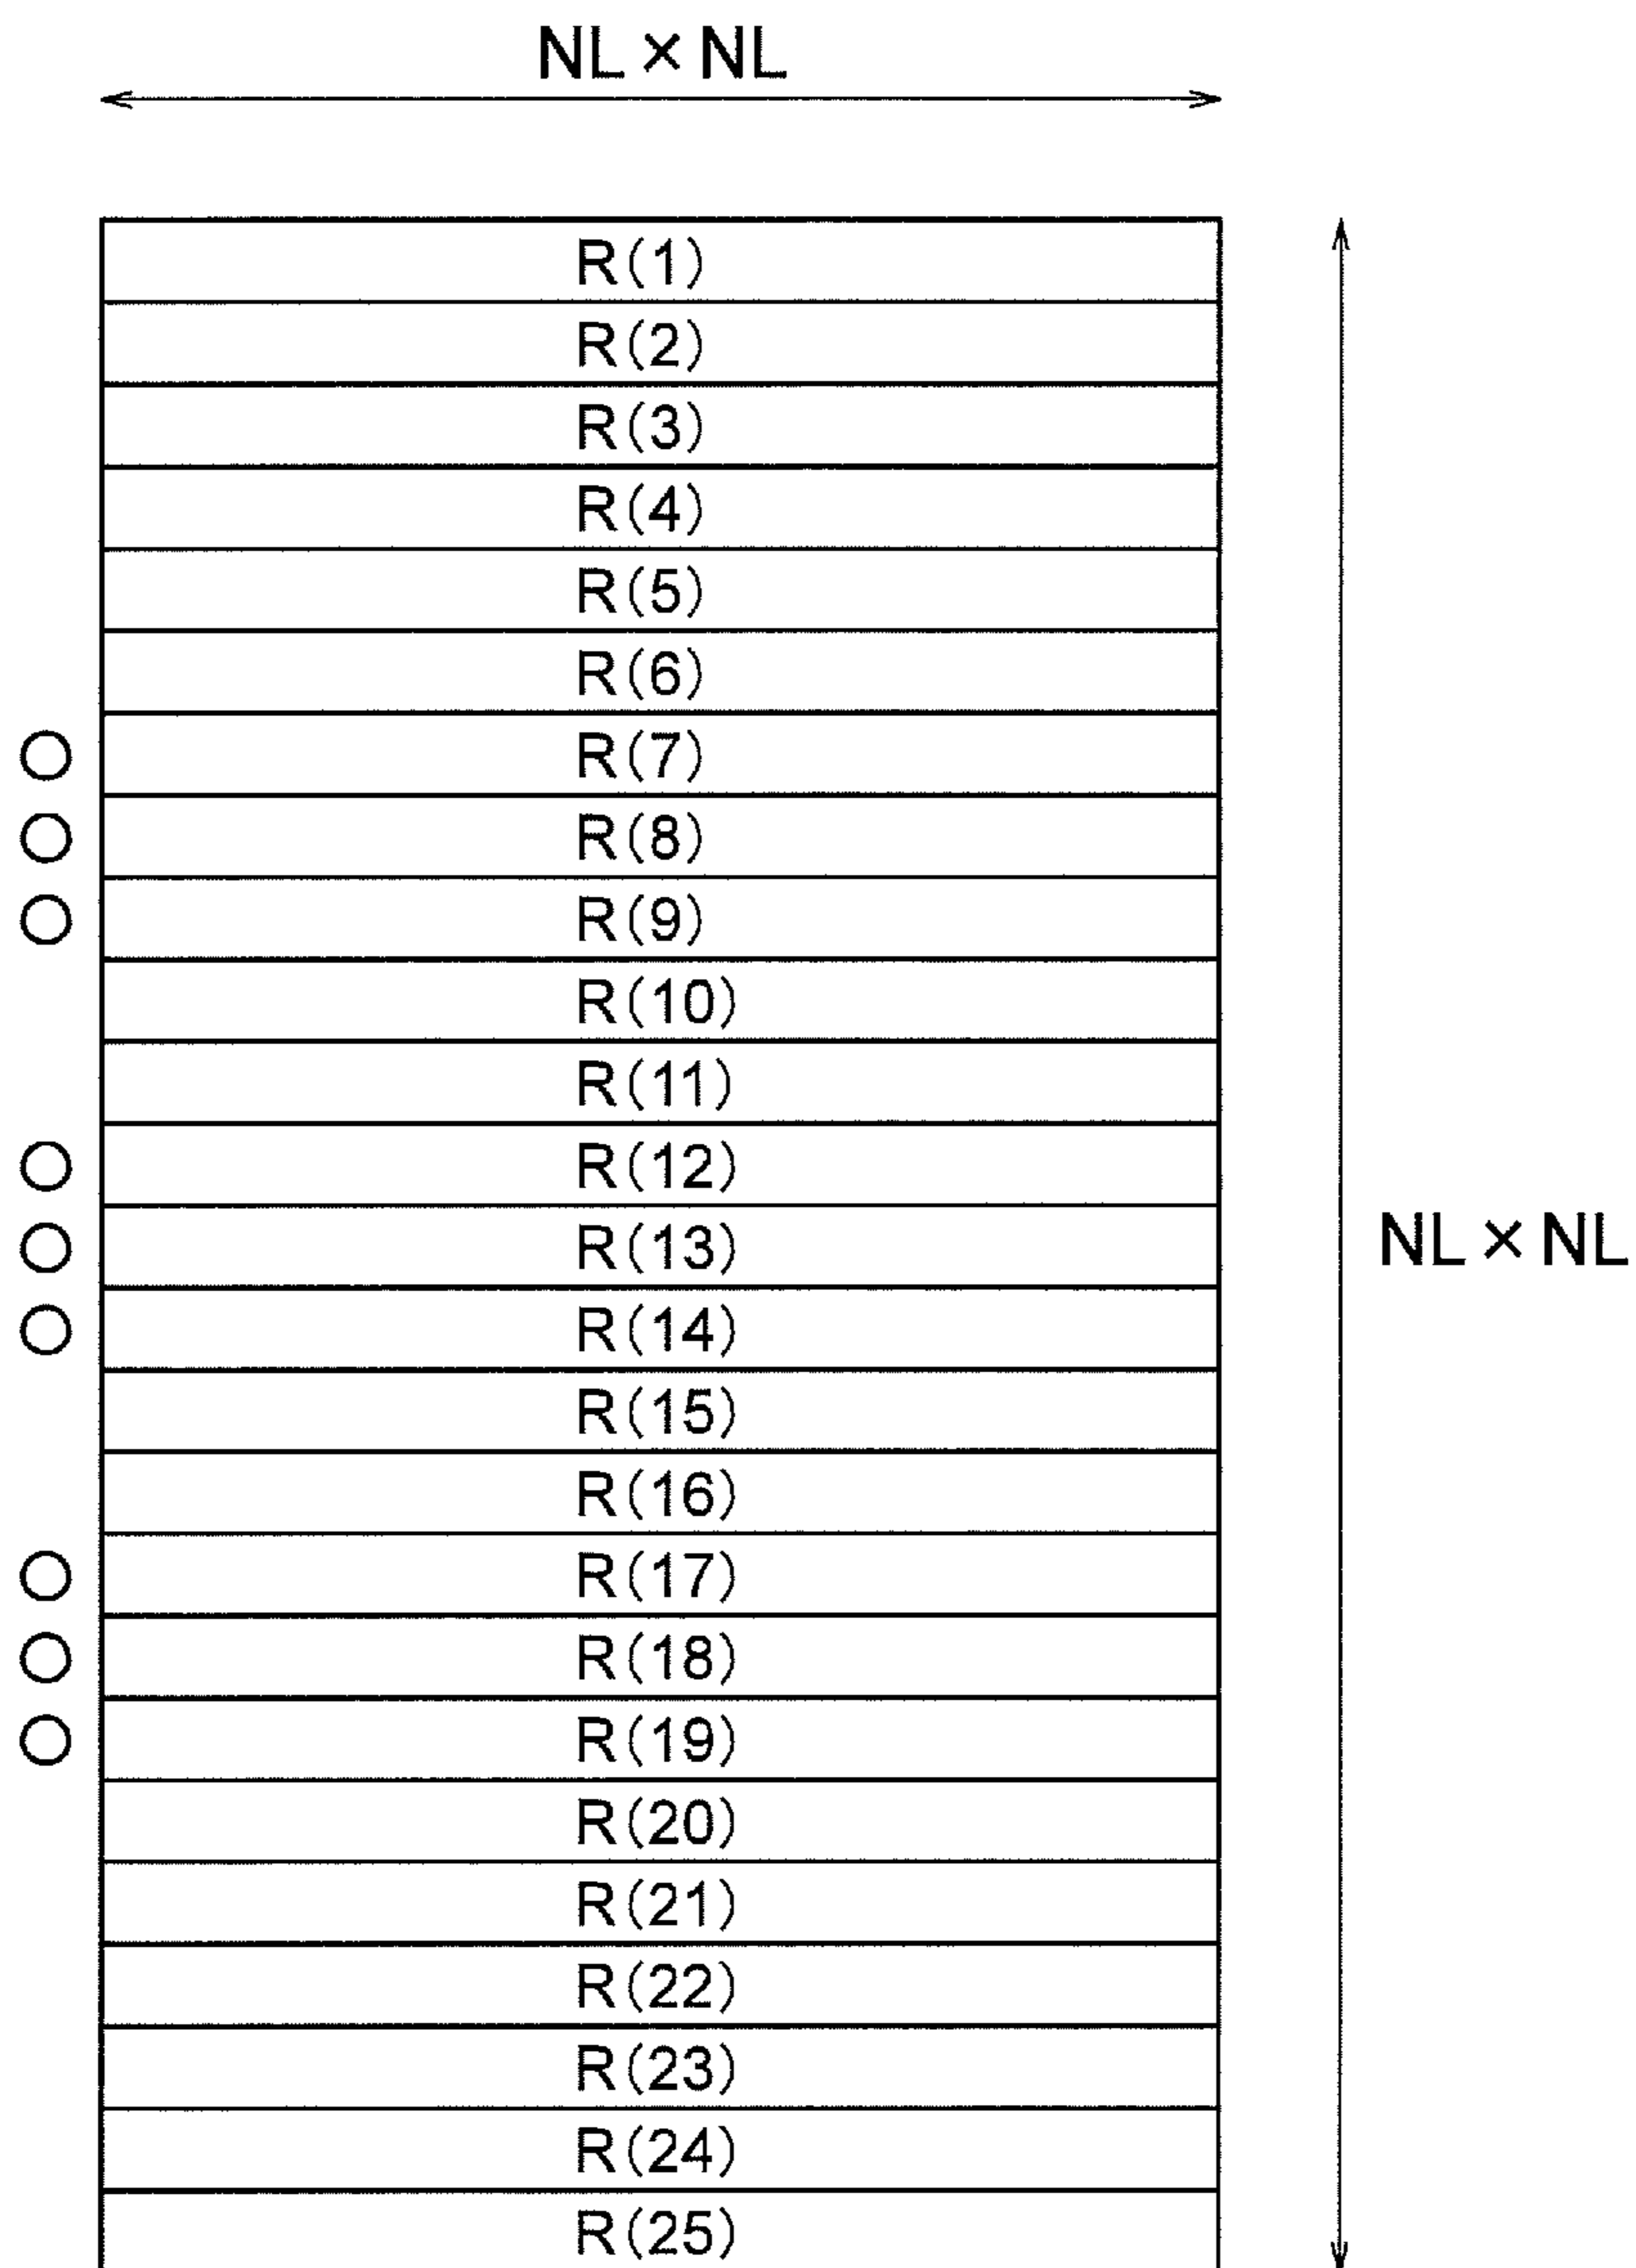 NL×NL
R(1)
R(2)
R(3)
R(4)
R(5)
R(6)
R(7)
R(8)
R(9)
R(10)
R(11)
R(12)
R(13)
NL×NL
R(14)
R(15)
R(16)
R(17)
R(18)
R(19)
R(20)
R(21)
R(22)
R(23)
R(24)
R(25)